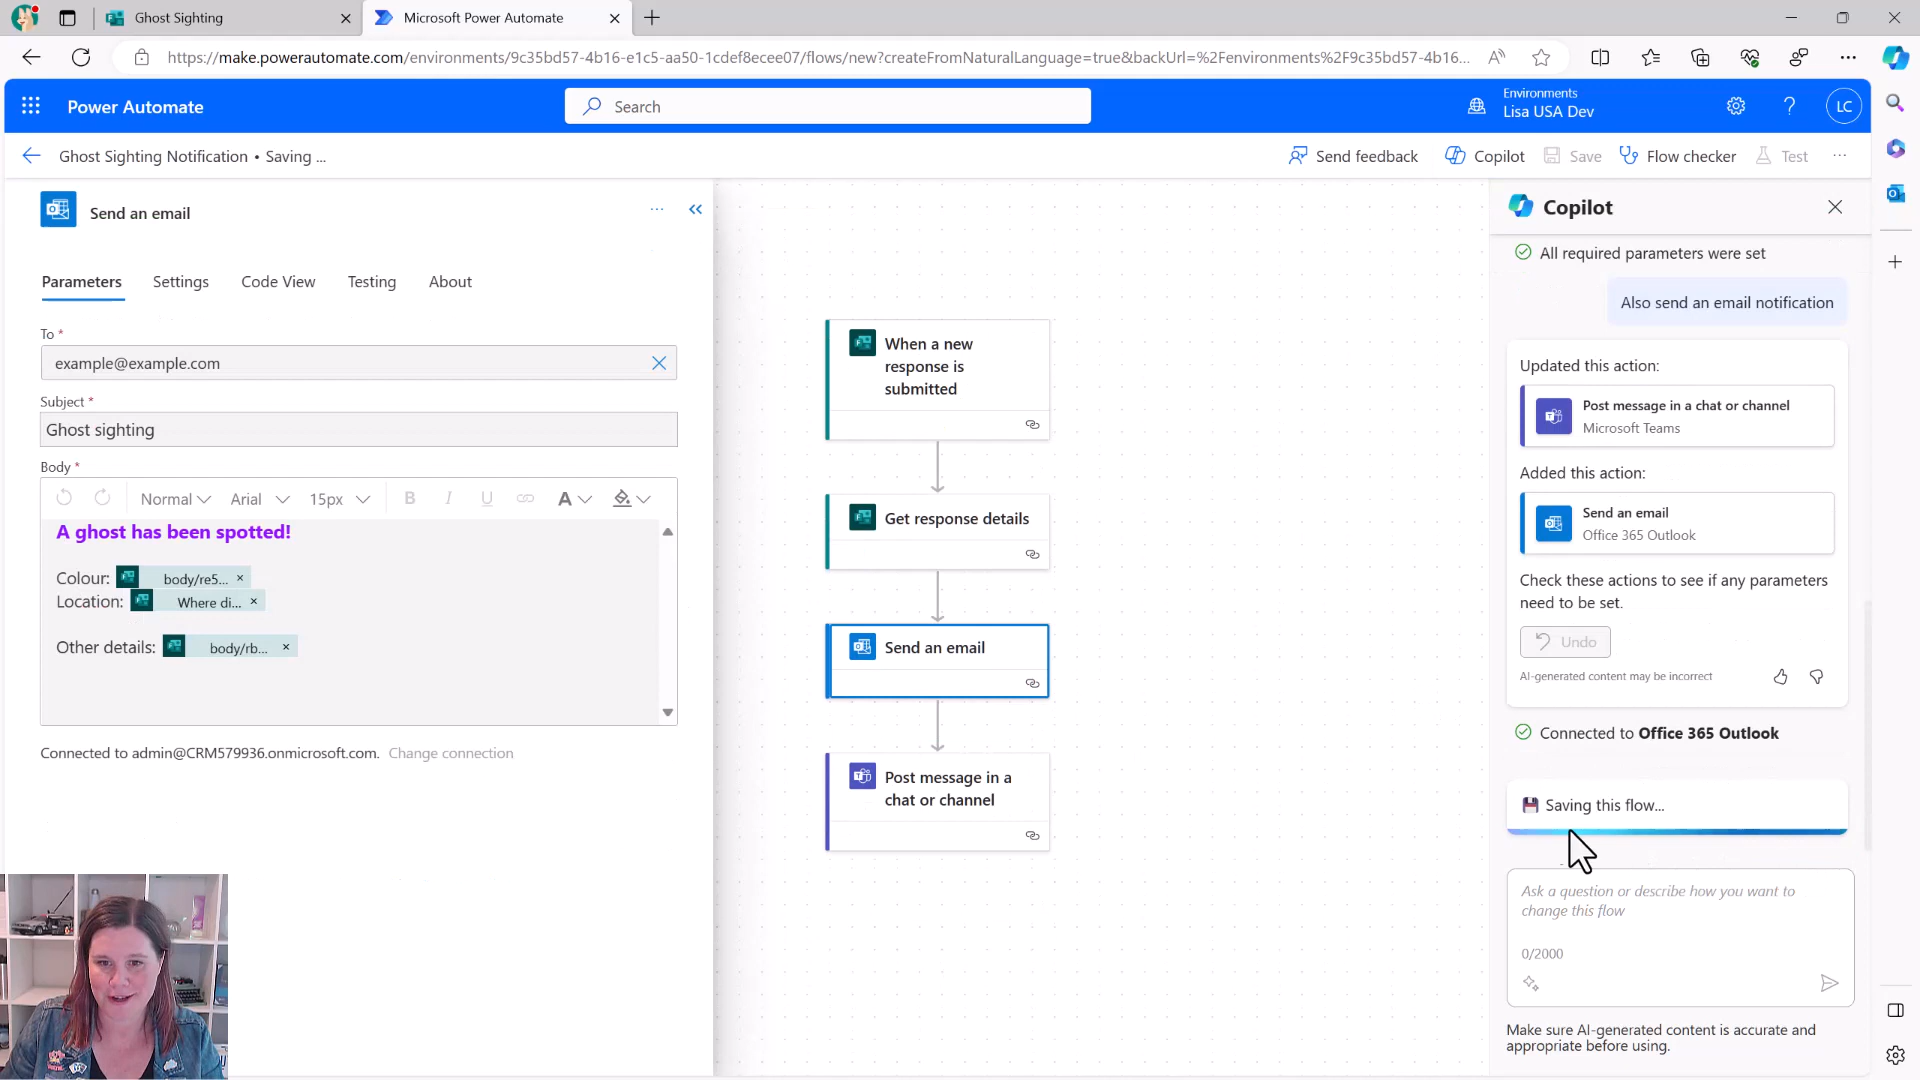 Ghost Sighting
Microsoft Power Automate
https://make.powerautomate.com/environments/9c35bd57-4b16-e1c5-aa50-1cdef8ecee07/flows/new?createFromNaturalLanguage=true&backUrl=%2Fenvironments%2F9c35bd57-4b16...
Power Automate
Search
Environments
Lisa USA Dev
LC
Ghost Sighting Notification • Saving ...
Send feedback
Copilot
Save
Flow checker
Test
Send an email
Parameters
Settings
Code View
Testing
About
To *
example@example.com
Subject *
Ghost sighting
Body *
Normal
Arial
15px
B
I
U
A
A ghost has been spotted!
Colour: body/re5... ×
Location: Where di... ×
Other details: body/rb... ×
Connected to admin@CRM579936.onmicrosoft.com. Change connection
When a new
response is
submitted
Get response details
Send an email
Post message in a
chat or channel
Copilot
All required parameters were set
Also send an email notification
Updated this action:
Post message in a chat or channel
Microsoft Teams
Added this action:
Send an email
Office 365 Outlook
Check these actions to see if any parameters
need to be set.
Undo
AI-generated content may be incorrect
Connected to Office 365 Outlook
Saving this flow...
Ask a question or describe how you want to
change this flow
0/2000
Make sure AI-generated content is accurate and
appropriate before using.